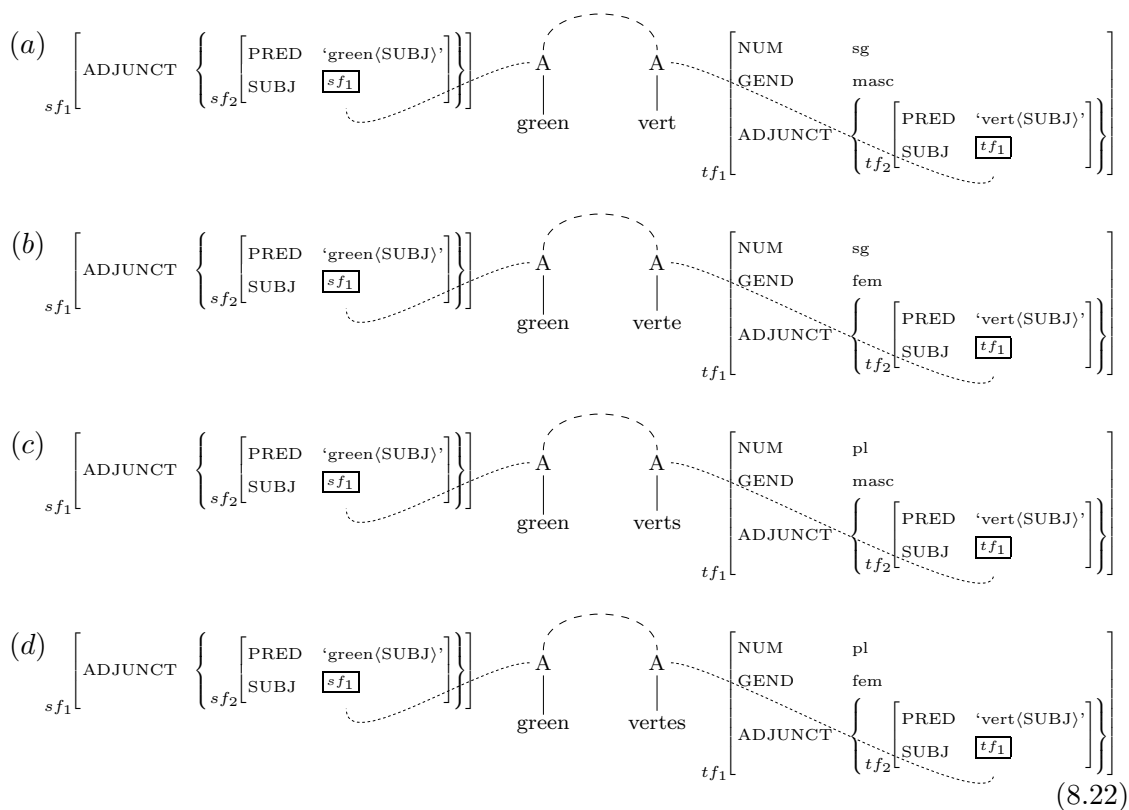 (a) sf1 [ADJUNCT { sf2 [PRED ‘green⟨SUBJ⟩’
SUBJ sf1]}]
A A
green vert
NUM sg
GEND masc
ADJUNCT { tf2 [PRED ‘vert⟨SUBJ⟩’
SUBJ tf1]}
tf1
(b) sf1 [ADJUNCT { sf2 [PRED ‘green⟨SUBJ⟩’
SUBJ sf1]}]
A A
green verte
NUM sg
GEND fem
ADJUNCT { tf2 [PRED ‘vert⟨SUBJ⟩’
SUBJ tf1]}
tf1
(c) sf1 [ADJUNCT { sf2 [PRED ‘green⟨SUBJ⟩’
SUBJ sf1]}]
A A
green verts
NUM pl
GEND masc
ADJUNCT { tf2 [PRED ‘vert⟨SUBJ⟩’
SUBJ tf1]}
tf1
(d) sf1 [ADJUNCT { sf2 [PRED ‘green⟨SUBJ⟩’
SUBJ sf1]}]
A A
green vertes
NUM pl
GEND fem
ADJUNCT { tf2 [PRED ‘vert⟨SUBJ⟩’
SUBJ tf1]}
tf1
(8.22)